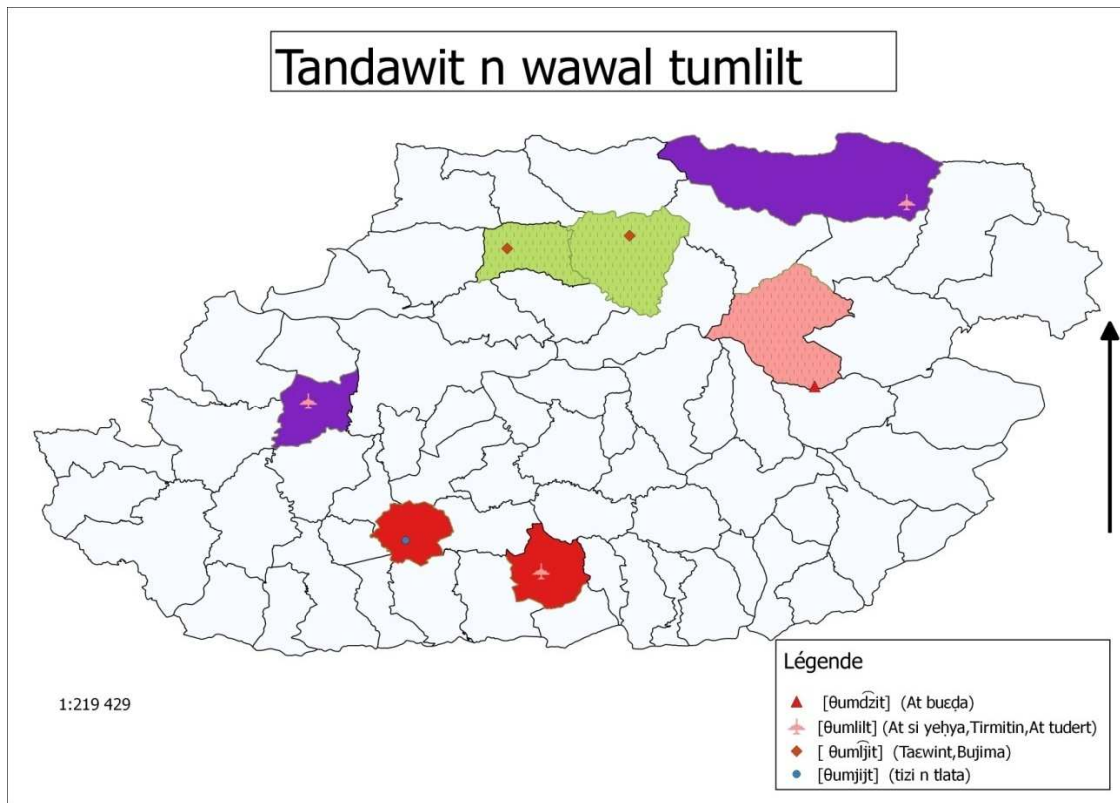 Tandawit n wawal tumlilt
1:219 429
Légende
[θumd͡zit] (At buɛḍa)
[θumlilt] (At si yeḥya,Tirmitin,At tudert)
[ θuml͡jit] (Taɛwint,Bujima)
[θumjijt] (tizi n tlata)